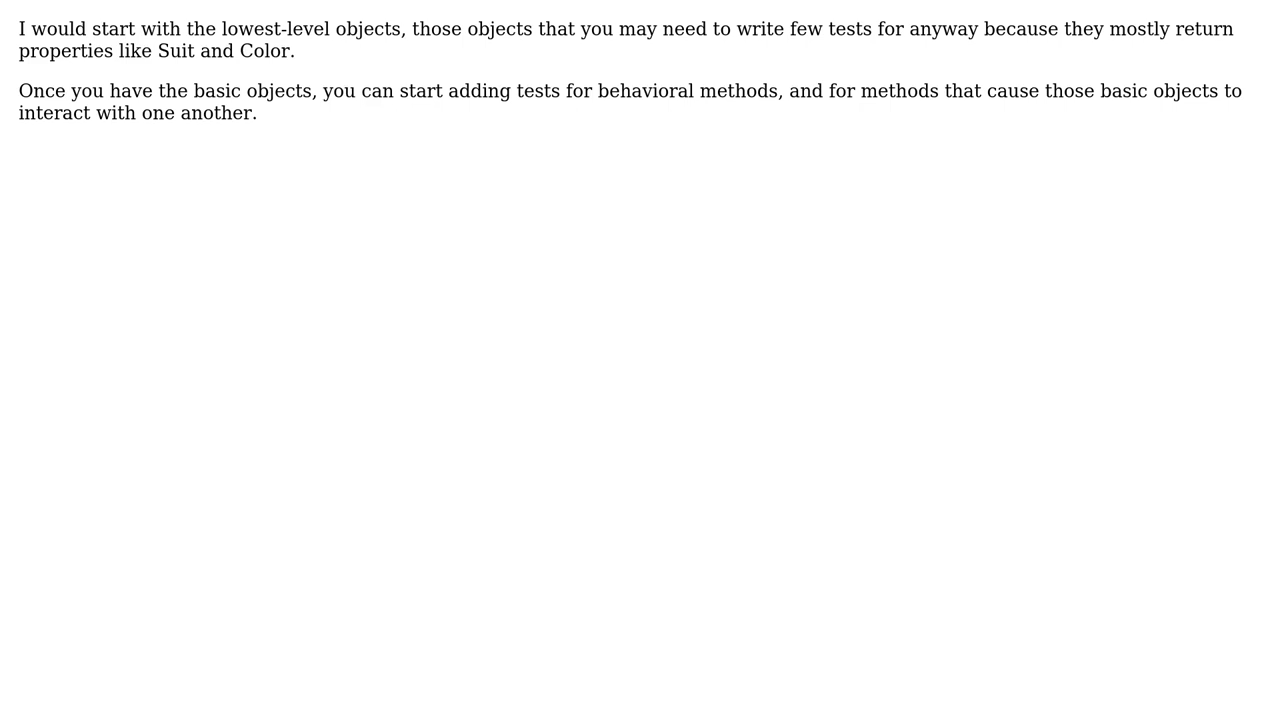 I would start with the lowest-level objects, those objects that you may need to write few tests for anyway because they mostly return
properties like Suit and Color.
Once you have the basic objects, you can start adding tests for behavioral methods, and for methods that cause those basic objects to
interact with one another.